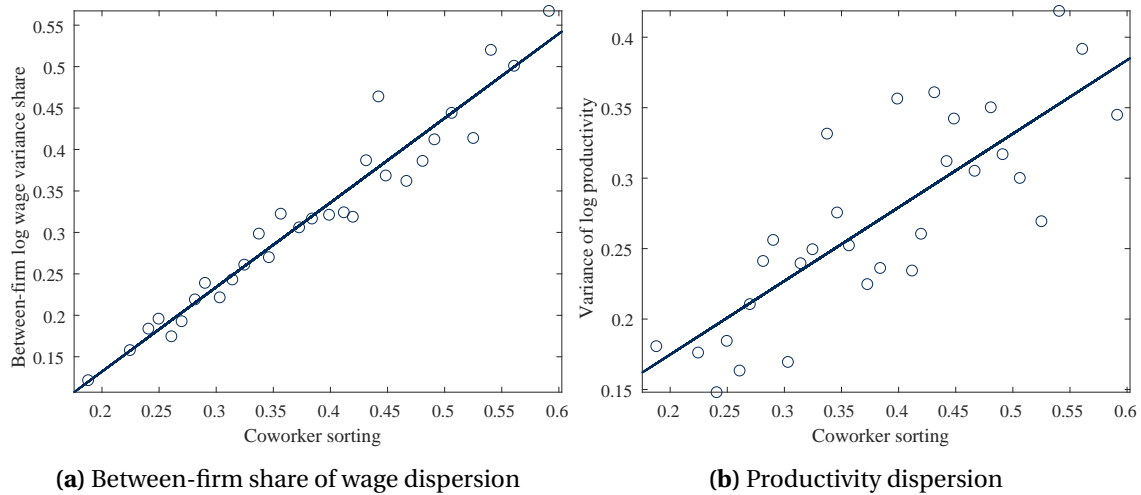 Between-firm log wage variance share
0.55
0.5
0.45
0.4
0.35
0.3
0.25
0.2
0.15
0.2 0.25 0.3 0.35 0.4 0.45 0.5 0.55 0.6
Coworker sorting
(a) Between-firm share of wage dispersion
Variance of log productivity
0.4
0.35
0.3
0.25
0.2
0.15
0.2 0.25 0.3 0.35 0.4 0.45 0.5 0.55 0.6
Coworker sorting
(b) Productivity dispersion